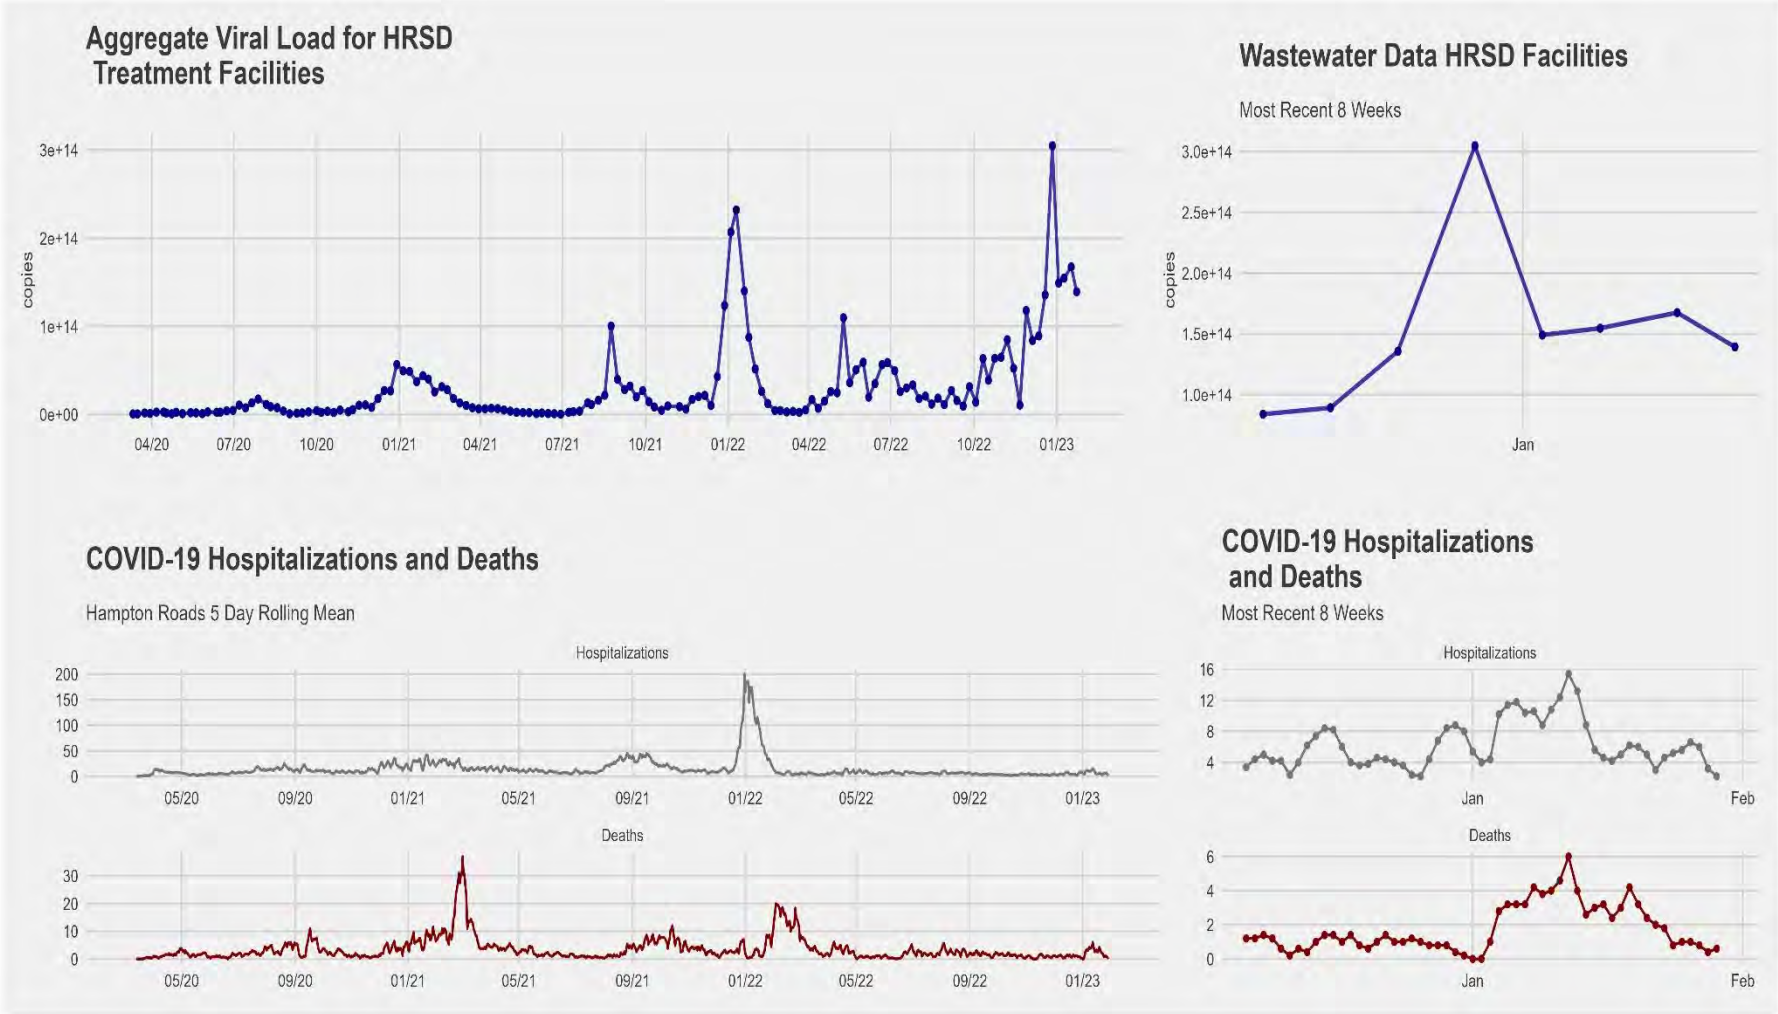 Aggregate Viral Load for HRSD
Treatment Facilities
copies
3e+14
2e+14
1e+14
0e+00
04/20 07/20 10/20 01/21 04/21 07/21 10/21 01/22 04/22 07/22 10/22 01/23
Wastewater Data HRSD Facilities
Most Recent 8 Weeks
copies
3.0e+14
2.5e+14
2.0e+14
1.5e+14
1.0e+14
Jan
COVID-19 Hospitalizations and Deaths
Hampton Roads 5 Day Rolling Mean
Hospitalizations
200
150
100
50
0
05/20 09/20 01/21 05/21 09/21 01/22 05/22 09/22 01/23
Deaths
30
20
10
0
05/20 09/20 01/21 05/21 09/21 01/22 05/22 09/22 01/23
COVID-19 Hospitalizations
and Deaths
Most Recent 8 Weeks
Hospitalizations
16
12
8
4
Jan Feb
Deaths
6
4
2
0
Jan Feb